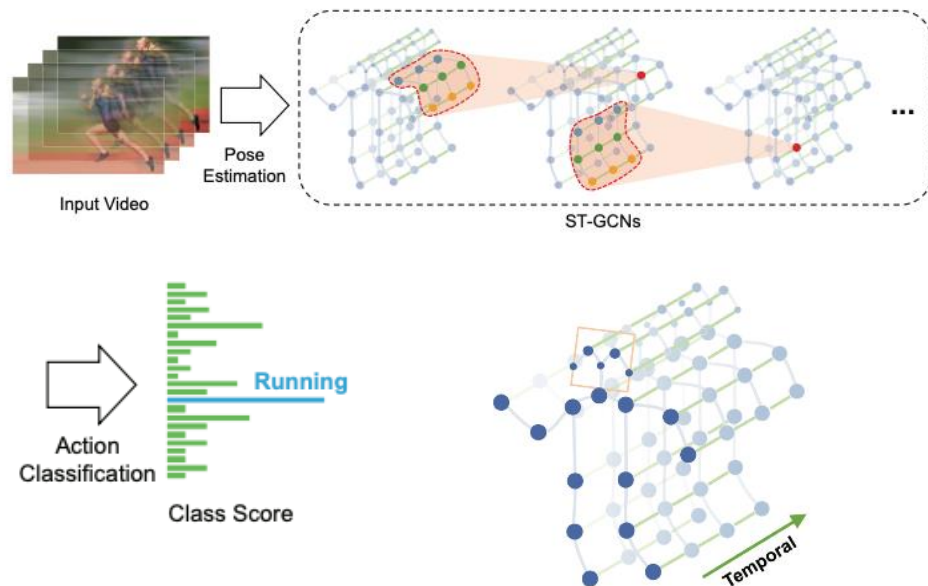 Pose
Estimation
...
Input Video
ST-GCNs
Running
Action
Classification
Class Score
Temporal